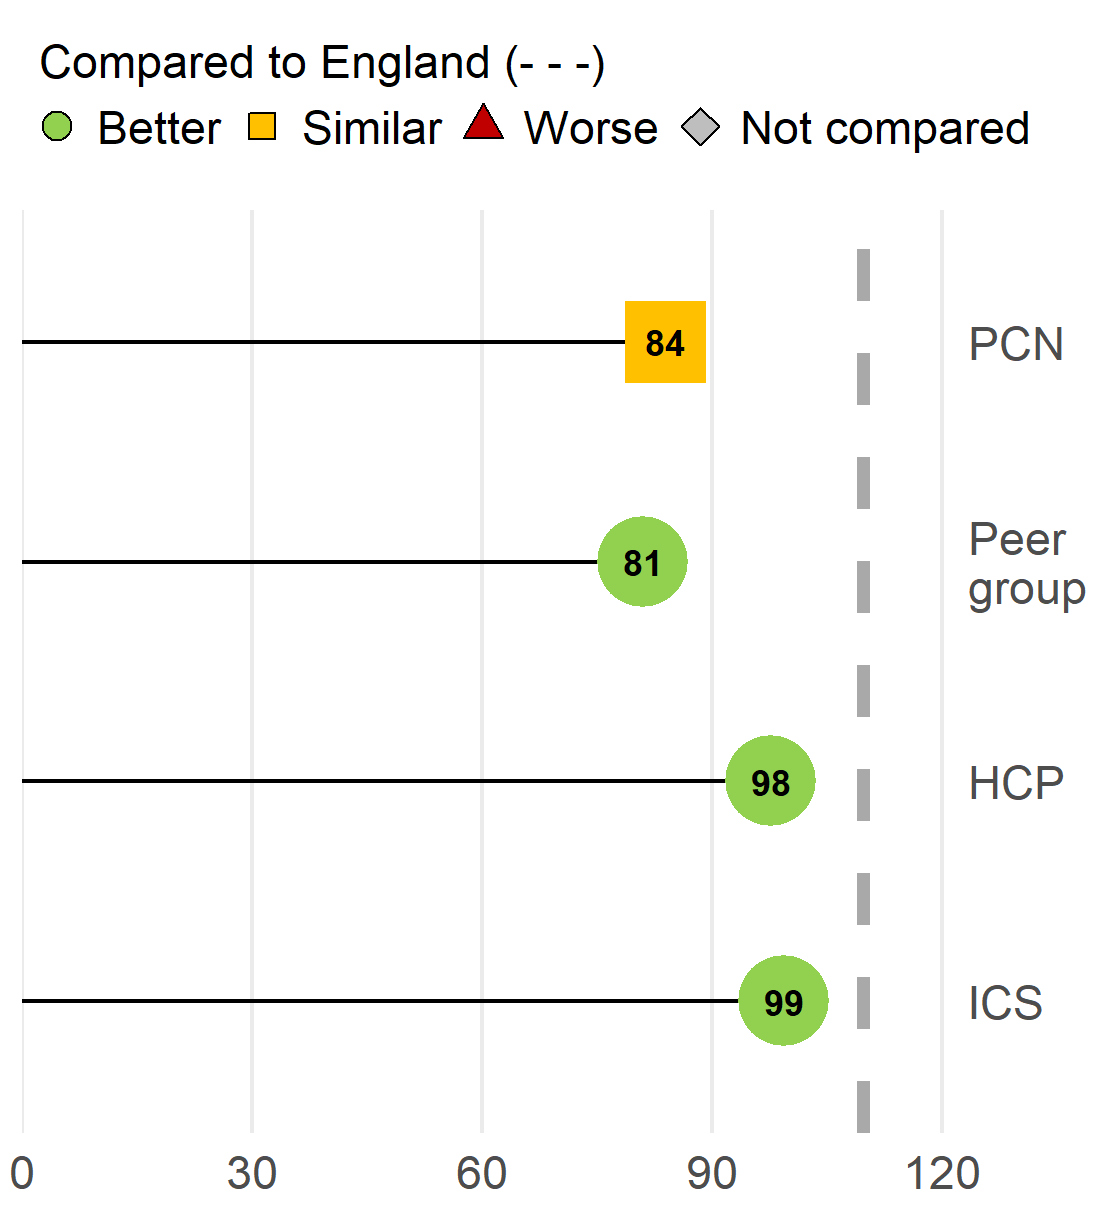 Compared to England (- - -)
Better Similar Worse Not compared
84 PCN
81 Peer
group
98 HCP
99 ICS
0 30 60 90 120